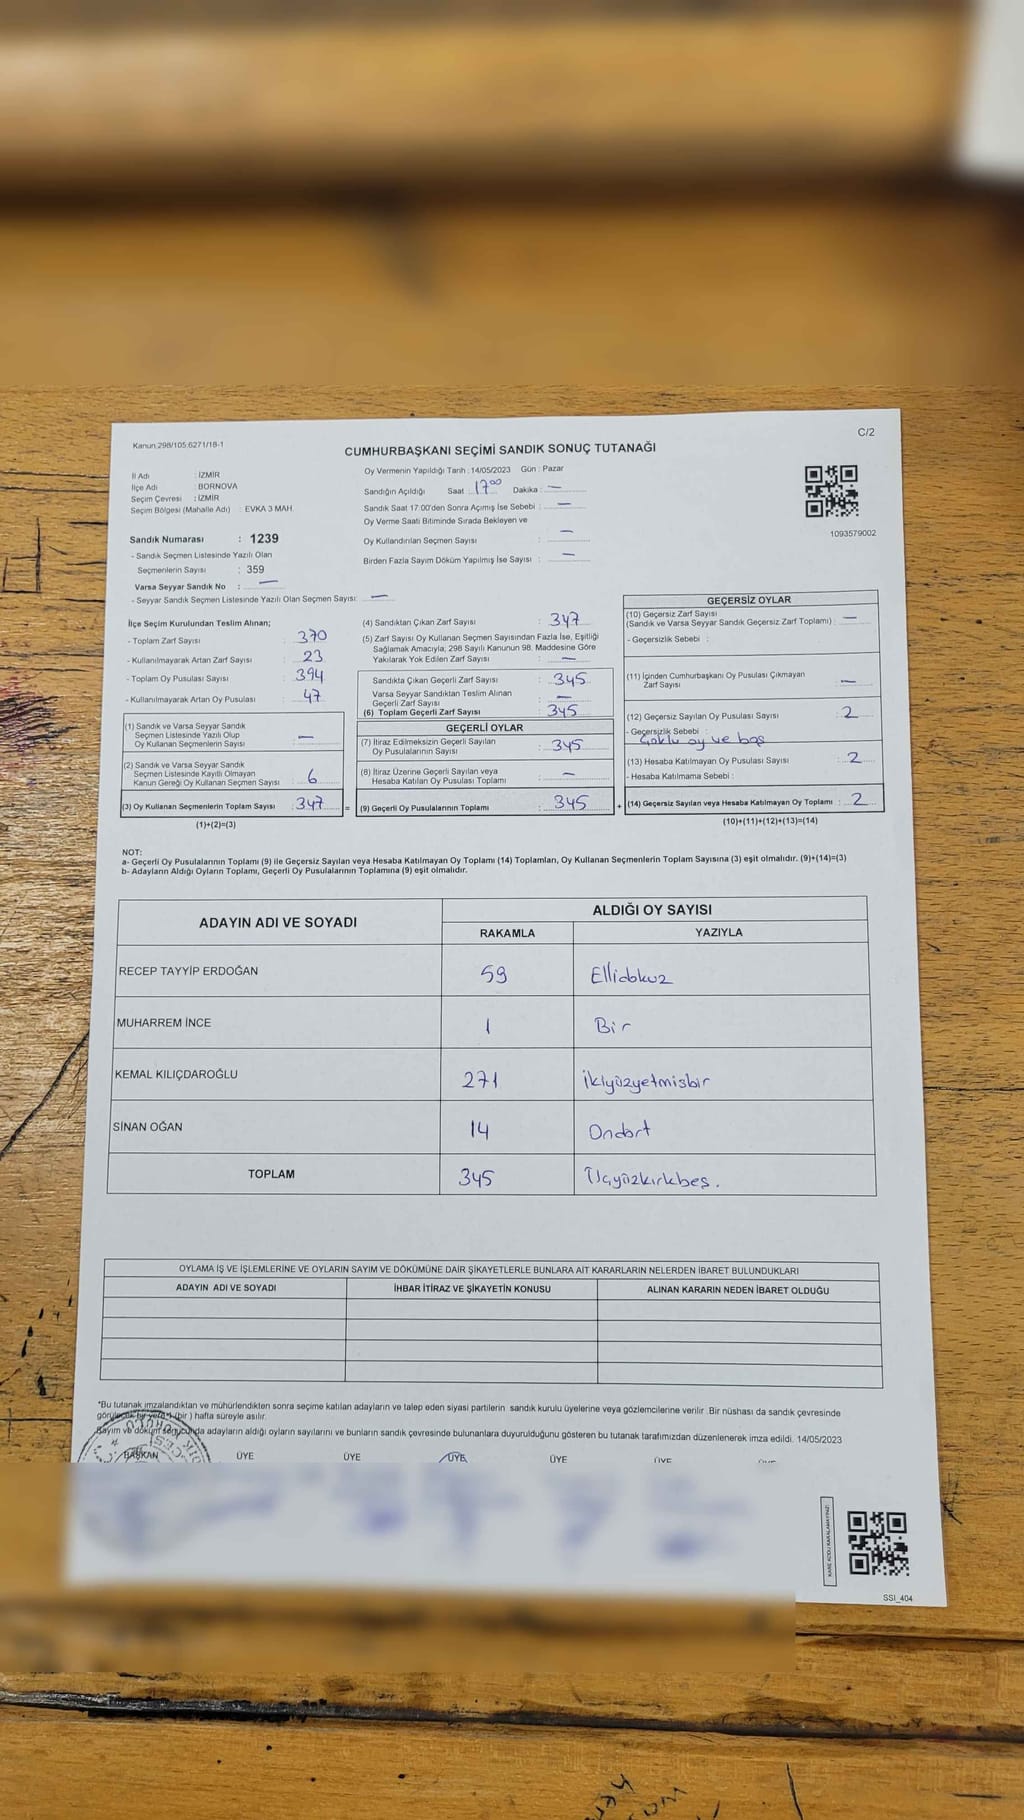 Kanun 298/105,6271/18-1
C/2
CUMHURBAŞKANI SEÇİMİ SANDIK SONUÇ TUTANAĞI
İl Adı : İZMİR
İlçe Adı : BORNOVA
Seçim Çevresi : İZMİR
Seçim Bölgesi (Mahalle Adı) : EVKA 3 MAH.
Oy Vermenin Yapıldığı Tarih : 14/05/2023 Gün : Pazar
Sandığın Açıldığı Saat 17 00 Dakika : —
Sandık Saat 17:00'den Sonra Açımış İse Sebebi : —
Oy Verme Saati Bitiminde Sırada Bekleyen ve
Oy Kullandırılan Seçmen Sayısı : —
Birden Fazla Sayım Döküm Yapılmış İse Sayısı : —
1093579002
Sandık Numarası : 1239
- Sandık Seçmen Listesinde Yazılı Olan
Seçmenlerin Sayısı : 359
Varsa Seyyar Sandık No : —
- Seyyar Sandık Seçmen Listesinde Yazılı Olan Seçmen Sayısı: —
İlçe Seçim Kurulundan Teslim Alınan;
- Toplam Zarf Sayısı : 370
- Kullanılmayarak Artan Zarf Sayısı : 23
- Toplam Oy Pusulası Sayısı : 394
- Kullanılmayarak Artan Oy Pusulası : 47
(1) Sandık ve Varsa Seyyar Sandık
Seçmen Listesinde Yazılı Olup
Oy Kullanan Seçmenlerin Sayısı : —
(2) Sandık ve Varsa Seyyar Sandık
Seçmen Listesinde Kayıtlı Olmayan
Kanun Gereği Oy Kullanan Seçmen Sayısı : 6
(3) Oy Kullanan Seçmenlerin Toplam Sayısı : 347 =
(1)+(2)=(3)
(4) Sandıktan Çıkan Zarf Sayısı : 347
(5) Zarf Sayısı Oy Kullanan Seçmen Sayısından Fazla İse, Eşitliği
Sağlamak Amacıyla, 298 Sayılı Kanunun 98. Maddesine Göre
Yakılarak Yok Edilen Zarf Sayısı : —
Sandıkta Çıkan Geçerli Zarf Sayısı : 345
Varsa Seyyar Sandıktan Teslim Alınan
Geçerli Zarf Sayısı : —
(6) Toplam Geçerli Zarf Sayısı : 345
GEÇERLİ OYLAR
(7) İtiraz Edilmeksizin Geçerli Sayılan
Oy Pusulalarının Sayısı : 345
(8) İtiraz Üzerine Geçerli Sayılan veya
Hesaba Katılan Oy Pusulası Toplamı : —
(9) Geçerli Oy Pusulalarının Toplamı : 345 +
GEÇERSİZ OYLAR
(10) Geçersiz Zarf Sayısı
(Sandık ve Varsa Seyyar Sandık Geçersiz Zarf Toplamı) : —
- Geçersizlik Sebebi :
(11) İçinden Cumhurbaşkanı Oy Pusulası Çıkmayan
Zarf Sayısı : —
(12) Geçersiz Sayılan Oy Pusulası Sayısı : 2
- Geçersizlik Sebebi :
Çoklu oy ve boş
(13) Hesaba Katılmayan Oy Pusulası Sayısı : 2
- Hesaba Katılmama Sebebi :
(14) Geçersiz Sayılan veya Hesaba Katılmayan Oy Toplamı : 2
(10)+(11)+(12)+(13)=(14)
NOT:
a- Geçerli Oy Pusulalarının Toplamı (9) ile Geçersiz Sayılan veya Hesaba Katılmayan Oy Toplamı (14) Toplamları, Oy Kullanan Seçmenlerin Toplam Sayısına (3) eşit olmalıdır. (9)+(14)=(3)
b- Adayların Aldığı Oyların Toplamı, Geçerli Oy Pusulalarının Toplamına (9) eşit olmalıdır.
ADAYIN ADI VE SOYADI
ALDIĞI OY SAYISI
RAKAMLA YAZIYLA
RECEP TAYYİP ERDOĞAN 59 Ellidokuz
MUHARREM İNCE 1 Bir
KEMAL KILIÇDAROĞLU 271 İkiyüzyetmisbir
SİNAN OĞAN 14 Ondört
TOPLAM 345 Üçyüzkırkbeş.
OYLAMA İŞ VE İŞLEMLERİNE VE OYLARIN SAYIM VE DÖKÜMÜNE DAİR ŞİKAYETLERLE BUNLARA AİT KARARLARIN NELERDEN İBARET BULUNDUKLARI
ADAYIN ADI VE SOYADI İHBAR İTİRAZ VE ŞİKAYETİN KONUSU ALINAN KARARIN NEDEN İBARET OLDUĞU
*Bu tutanak imzalandıktan ve mühürlendikten sonra seçime katılan adayların ve talep eden siyasi partilerin sandık kurulu üyelerine veya gözlemcilerine verilir. Bir nüshası da sandık çevresinde
görülecek bir yere 1 (bir) hafta süreyle asılır.
Sayım ve döküm sonucunda adayların aldığı oyların sayılarını ve bunların sandık çevresinde bulunanlara duyurulduğunu gösteren bu tutanak tarafımızdan düzenlenerek imza edildi. 14/05/2023
BAŞKAN ÜYE ÜYE ÜYE ÜYE ÜYE
SSI_404